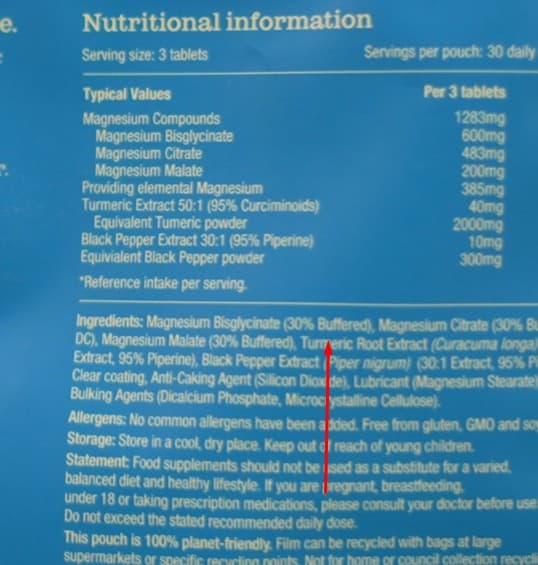 e.
Nutritional information
Serving size: 3 tablets
Servings per pouch: 30 daily
Typical Values
Per 3 tablets
Magnesium Compounds 1283mg
Magnesium Bisglycinate 600mg
Magnesium Citrate 483mg
Magnesium Malate 200mg
Providing elemental Magnesium 385mg
Turmeric Extract 50:1 (95% Curciminoids) 40mg
Equivalent Tumeric powder 2000mg
Black Pepper Extract 30:1 (95% Piperine) 10mg
Equivialent Black Pepper powder 300mg
*Reference intake per serving.
Ingredients: Magnesium Bisglycinate (30% Buffered), Magnesium Citrate (30%
DC), Magnesium Malate (30% Buffered), Turmeric Root Extract (Curacuma longa)
Extract, 95% Piperine), Black Pepper Extract (Piper nigrum) (30:1 Extract, 95%
Clear coating, Anti-Caking Agent (Silicon Dioxide), Lubricant (Magnesium Stearate)
Bulking Agents (Dicalcium Phosphate, Microcrystalline Cellulose).
Allergens: No common allergens have been added. Free from gluten, GMO and soy
Storage: Store in a cool, dry place. Keep out of reach of young children.
Statement: Food supplements should not be used as a substitute for a varied,
balanced diet and healthy lifestyle. If you are pregnant, breastfeeding,
under 18 or taking prescription medications, please consult your doctor before use.
Do not exceed the stated recommended daily dose.
This pouch is 100% planet-friendly. Film can be recycled with bags at large
supermarkets or specific recycling points. Not for home or council collection